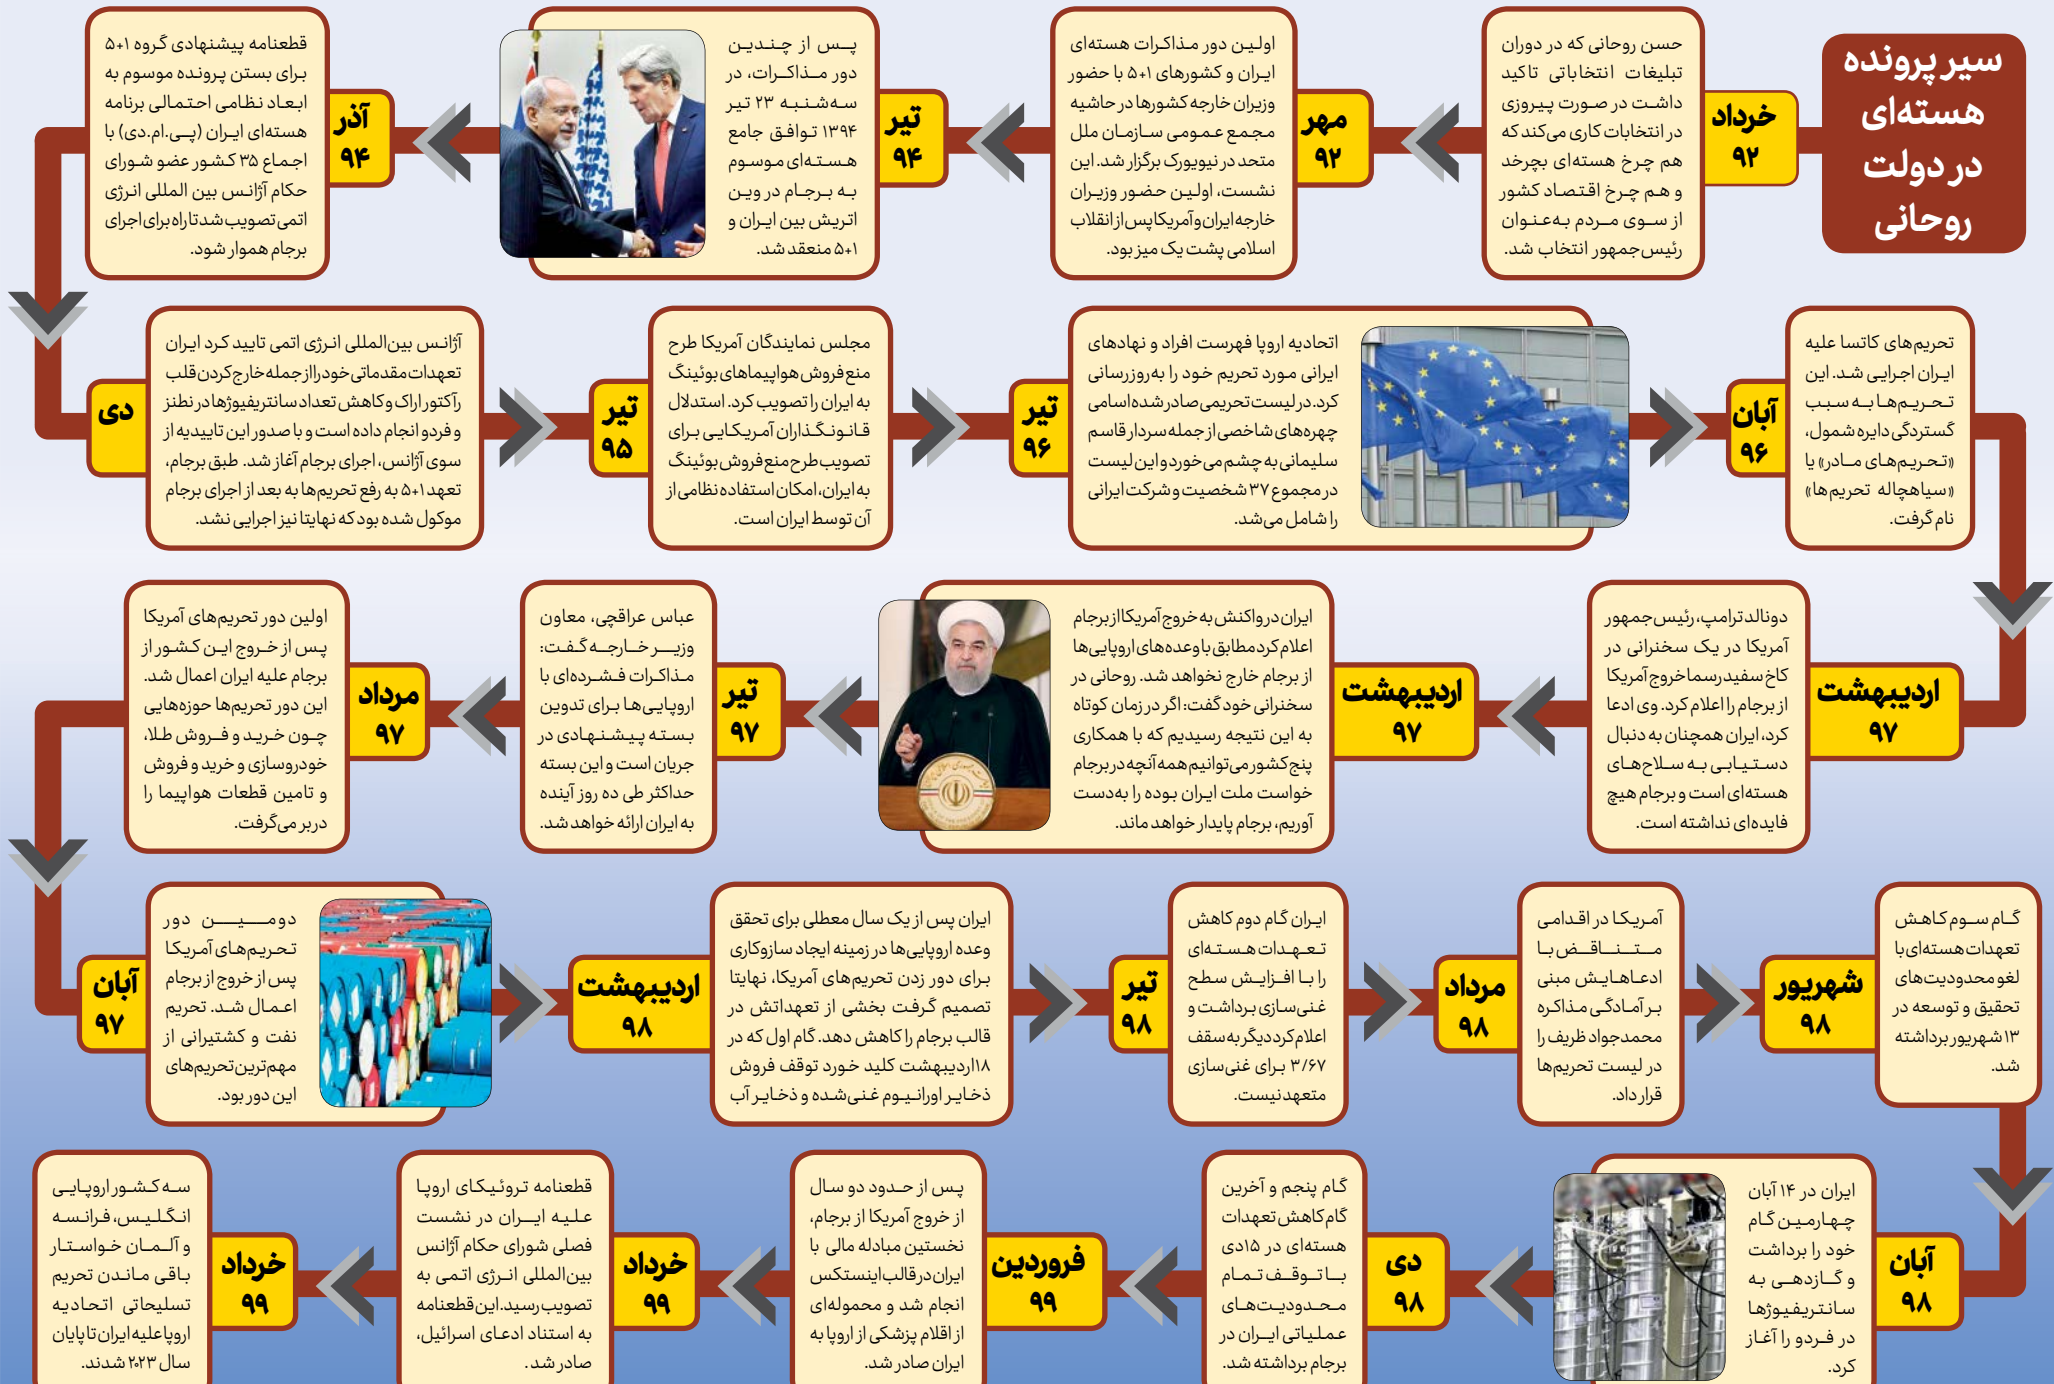 سیر پرونده
هسته‌ای
در دولت
روحانی
خرداد
۹۲
حسن روحانی که در دوران
تبلیغات انتخاباتی تاکید
داشت در صورت پیروزی
در انتخابات کاری می‌کند که
هم چرخ هسته‌ای بچرخد
و هم چرخ اقتصاد کشور
از سوی مردم به‌عنوان
رئیس‌جمهور انتخاب شد.
مهر
۹۲
اولین دور مذاکرات هسته‌ای
ایران و کشورهای ۱+۵ با حضور
وزیران خارجه کشورها در حاشیه
مجمع عمومی سازمان ملل
متحد در نیویورک برگزار شد. این
نشست، اولین حضور وزیران
خارجه ایران و آمریکا پس از انقلاب
اسلامی پشت یک میز بود.
تیر
۹۴
پس از چندین
دور مذاکرات، در
سه‌شنبه ۲۳ تیر
۱۳۹۴ توافق جامع
هسته‌ای موسوم
به برجام در وین
اتریش بین ایران و
۱+۵ منعقد شد.
آذر
۹۴
قطعنامه پیشنهادی گروه ۱+۵
برای بستن پرونده موسوم به
ابعاد نظامی احتمالی برنامه
هسته‌ای ایران (پی.ام.دی) با
اجماع ۳۵ کشور عضو شورای
حکام آژانس بین المللی انرژی
اتمی تصویب شد تا راه برای اجرای
برجام هموار شود.
دی
آژانس بین‌المللی انرژی اتمی تایید کرد ایران
تعهدات مقدماتی خود را از جمله خارج کردن قلب
رآکتور اراک و کاهش تعداد سانتریفیوژها در نطنز
و فردو انجام داده است و با صدور این تاییدیه از
سوی آژانس، اجرای برجام آغاز شد. طبق برجام،
تعهد ۱+۵ به رفع تحریم‌ها به بعد از اجرای برجام
موکول شده بود که نهایتا نیز اجرایی نشد.
تیر
۹۵
مجلس نمایندگان آمریکا طرح
منع فروش هواپیماهای بوئینگ
به ایران را تصویب کرد. استدلال
قانونگذاران آمریکایی برای
تصویب طرح منع فروش بوئینگ
به ایران، امکان استفاده نظامی از
آن توسط ایران است.
تیر
۹۶
اتحادیه اروپا فهرست افراد و نهادهای
ایرانی مورد تحریم خود را به‌روزرسانی
کرد. در لیست تحریمی صادر شده اسامی
چهره‌های شاخصی از جمله سردار قاسم
سلیمانی به چشم می‌خورد و این لیست
در مجموع ۳۷ شخصیت و شرکت ایرانی
را شامل می‌شد.
آبان
۹۶
تحریم‌های کاتسا علیه
ایران اجرایی شد. این
تحریم‌ها به سبب
گستردگی دایره شمول،
«تحریم‌های مادر» یا
«سیاهچاله تحریم‌ها»
نام گرفت.
اردیبهشت
۹۷
دونالد ترامپ، رئیس‌جمهور
آمریکا در یک سخنرانی در
کاخ سفید رسما خروج آمریکا
از برجام را اعلام کرد. وی ادعا
کرد، ایران همچنان به دنبال
دستیابی به سلاح‌های
هسته‌ای است و برجام هیچ
فایده‌ای نداشته است.
اردیبهشت
۹۷
ایران در واکنش به خروج آمریکا از برجام
اعلام کرد مطابق با وعده‌های اروپایی‌ها
از برجام خارج نخواهد شد. روحانی در
سخنرانی خود گفت: اگر در زمان کوتاه
به این نتیجه رسیدیم که با همکاری
پنج کشور می‌توانیم همه آنچه در برجام
خواست ملت ایران بوده را به‌دست
آوریم، برجام پایدار خواهد ماند.
تیر
۹۷
عباس عراقچی، معاون
وزیر خارجه گفت:
مذاکرات فشرده‌ای با
اروپایی‌ها برای تدوین
بسته پیشنهادی در
جریان است و این بسته
حداکثر طی ده روز آینده
به ایران ارائه خواهد شد.
مرداد
۹۷
اولین دور تحریم‌های آمریکا
پس از خروج این کشور از
برجام علیه ایران اعمال شد.
این دور تحریم‌ها حوزه‌هایی
چون خرید و فروش طلا،
خودروسازی و خرید و فروش
و تامین قطعات هواپیما را
دربر می‌گرفت.
آبان
۹۷
دومین دور
تحریم‌های آمریکا
پس از خروج از برجام
اعمال شد. تحریم
نفت و کشتیرانی از
مهم‌ترین تحریم‌های
این دور بود.
اردیبهشت
۹۸
ایران پس از یک سال معطلی برای تحقق
وعده اروپایی‌ها در زمینه ایجاد سازوکاری
برای دور زدن تحریم‌های آمریکا، نهایتا
تصمیم گرفت بخشی از تعهداتش در
قالب برجام را کاهش دهد. گام اول که در
۱۸اردیبهشت کلید خورد توقف فروش
ذخایر اورانیوم غنی‌شده و ذخایر آب
تیر
۹۸
ایران گام دوم کاهش
تعهدات هسته‌ای
را با افزایش سطح
غنی‌سازی برداشت و
اعلام کرد دیگر به سقف
۳/۶۷ برای غنی‌سازی
متعهد نیست.
مرداد
۹۸
آمریکا در اقدامی
متناقض با
ادعاهایش مبنی
بر آمادگی مذاکره
محمدجواد ظریف را
در لیست تحریم‌ها
قرار داد.
شهریور
۹۸
گام سوم کاهش
تعهدات هسته‌ای با
لغو محدودیت‌های
تحقیق و توسعه در
۱۳ شهریور برداشته
شد.
آبان
۹۸
ایران در ۱۴ آبان
چهارمین گام
خود را برداشت
و گازدهی به
سانتریفیوژها
در فردو را آغاز
کرد.
دی
۹۸
گام پنجم و آخرین
گام کاهش تعهدات
هسته‌ای در ۱۵دی
با توقف تمام
محدودیت‌های
عملیاتی ایران در
برجام برداشته شد.
فروردین
۹۹
پس از حدود دو سال
از خروج آمریکا از برجام،
نخستین مبادله مالی با
ایران در قالب اینستکس
انجام شد و محموله‌ای
از اقلام پزشکی از اروپا به
ایران صادر شد.
خرداد
۹۹
قطعنامه تروئیکای اروپا
علیه ایران در نشست
فصلی شورای حکام آژانس
بین‌المللی انرژی اتمی به
تصویب رسید. این قطعنامه
به استناد ادعای اسرائیل،
صادر شد.
خرداد
۹۹
سه کشور اروپایی
انگلیس، فرانسه
و آلمان خواستار
باقی ماندن تحریم
تسلیحاتی اتحادیه
اروپا علیه ایران تا پایان
سال ۲۰۲۳ شدند.